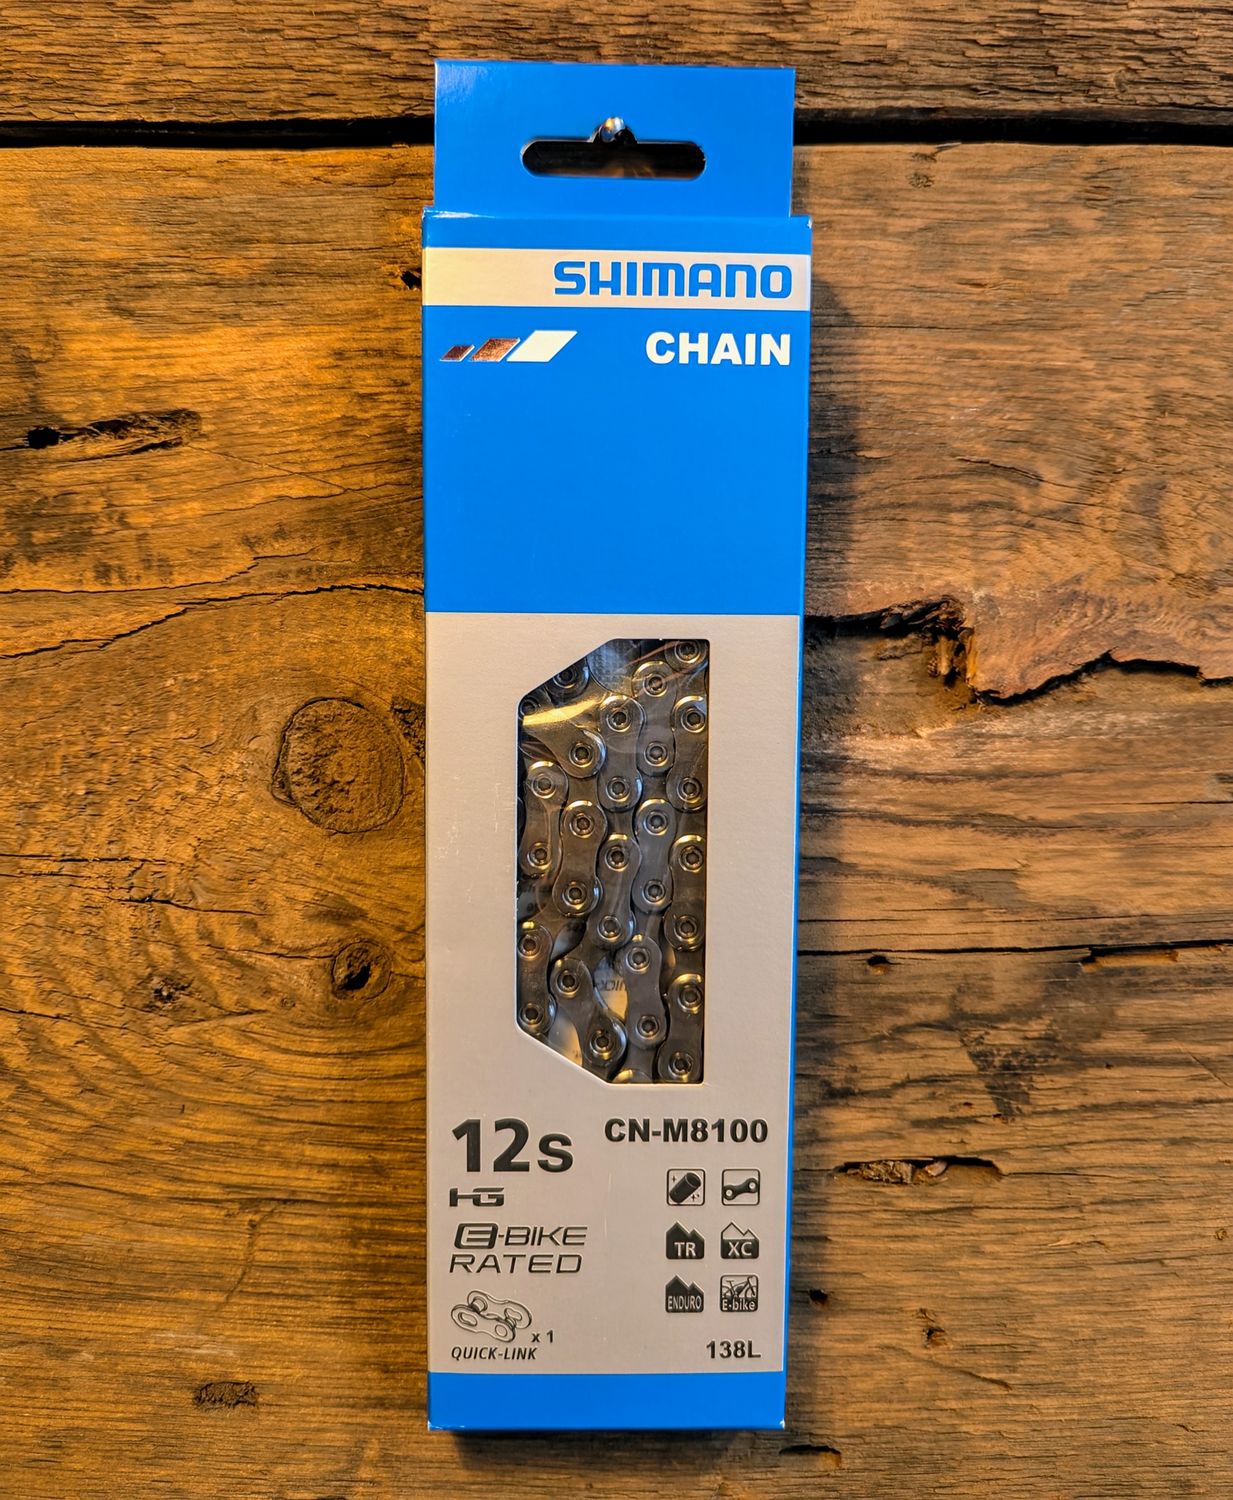 SHIMANO
CHAIN
12s
CN-M8100
HG
E-BIKE
RATED
TR
XC
ENDURO
E-bike
x 1
QUICK-LINK
138L